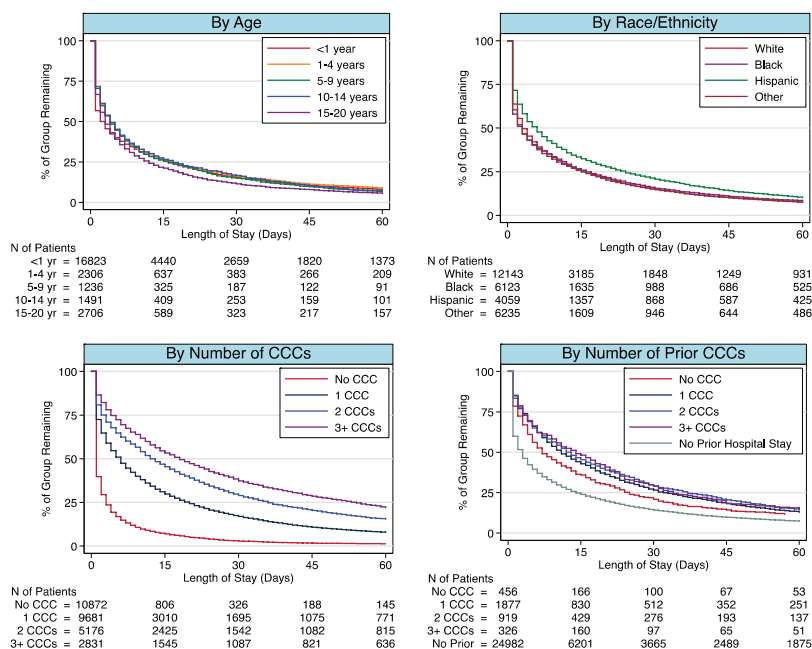 By Age
% of Group Remaining
100
75
50
25
0
<1 year
1-4 years
5-9 years
10-14 years
15-20 years
0 15 30 45 60
Length of Stay (Days)
N of Patients
<1 yr = 16823 4440 2659 1820 1373
1-4 yr = 2306 637 383 266 209
5-9 yr = 1236 325 187 122 91
10-14 yr = 1491 409 253 159 101
15-20 yr = 2706 589 323 217 157
By Race/Ethnicity
% of Group Remaining
100
75
50
25
0
White
Black
Hispanic
Other
0 15 30 45 60
Length of Stay (Days)
N of Patients
White = 12143 3185 1848 1249 931
Black = 6123 1635 988 686 525
Hispanic = 4059 1357 868 587 425
Other = 6235 1609 946 644 486
By Number of CCCs
% of Group Remaining
100
75
50
25
0
No CCC
1 CCC
2 CCCs
3+ CCCs
0 15 30 45 60
Length of Stay (Days)
N of Patients
No CCC = 10872 806 326 188 145
1 CCC = 9681 3010 1695 1075 771
2 CCCs = 5176 2425 1542 1082 815
3+ CCCs = 2831 1545 1087 821 636
By Number of Prior CCCs
% of Group Remaining
100
75
50
25
0
No CCC
1 CCC
2 CCCs
3+ CCCs
No Prior Hospital Stay
0 15 30 45 60
Length of Stay (Days)
N of Patients
No CCC = 456 166 100 67 53
1 CCC = 1877 830 512 352 251
2 CCCs = 919 429 276 193 137
3+ CCCs = 326 160 97 65 51
No Prior = 24982 6201 3665 2489 1875